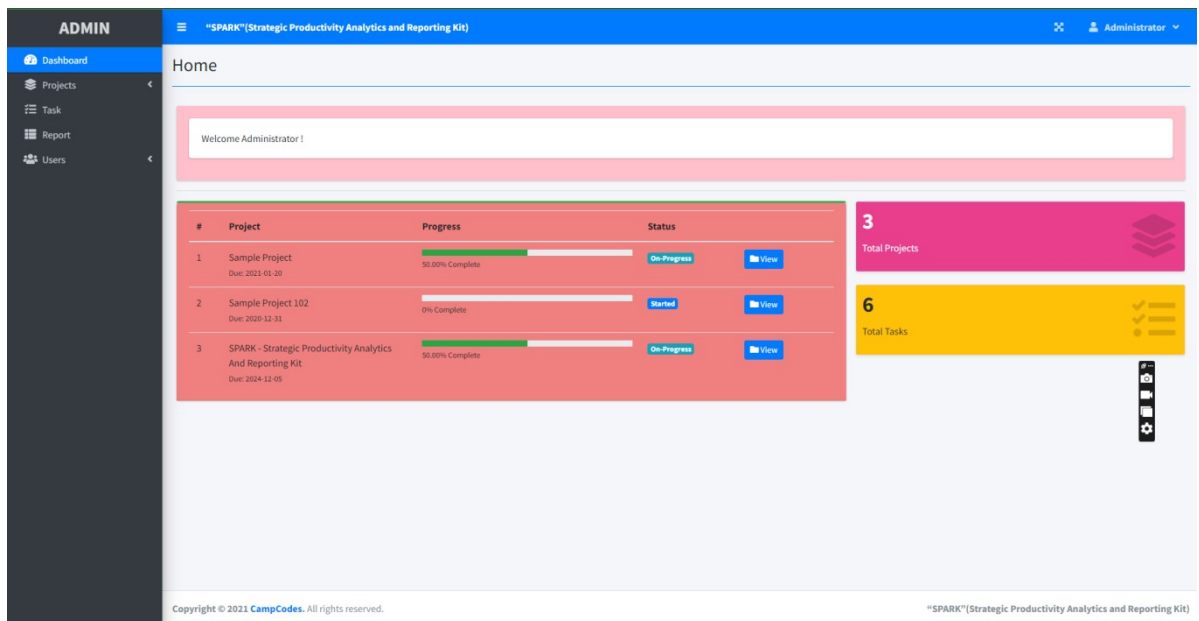 ADMIN
“SPARK”(Strategic Productivity Analytics and Reporting Kit)
Administrator
Dashboard
Projects
Task
Report
Users
Home
Welcome Administrator !
# Project Progress Status
1 Sample Project 50.00% Complete On-Progress View
Due: 2021-01-20
2 Sample Project 102 0% Complete Started View
Due: 2020-12-31
3 SPARK - Strategic Productivity Analytics 50.00% Complete On-Progress View
And Reporting Kit
Due: 2024-12-05
3
Total Projects
6
Total Tasks
Copyright © 2021 CampCodes. All rights reserved.
“SPARK”(Strategic Productivity Analytics and Reporting Kit)